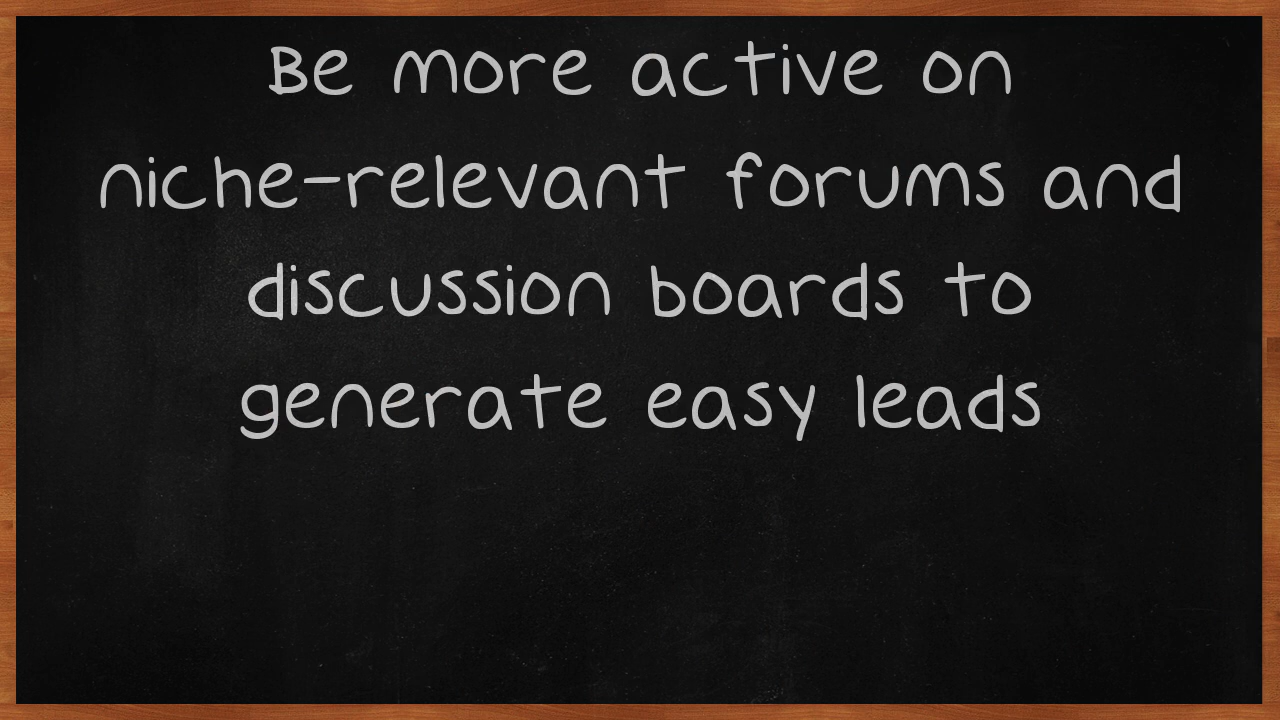 Be more active on
niche-relevant forums and
discussion boards to
generate easy leads